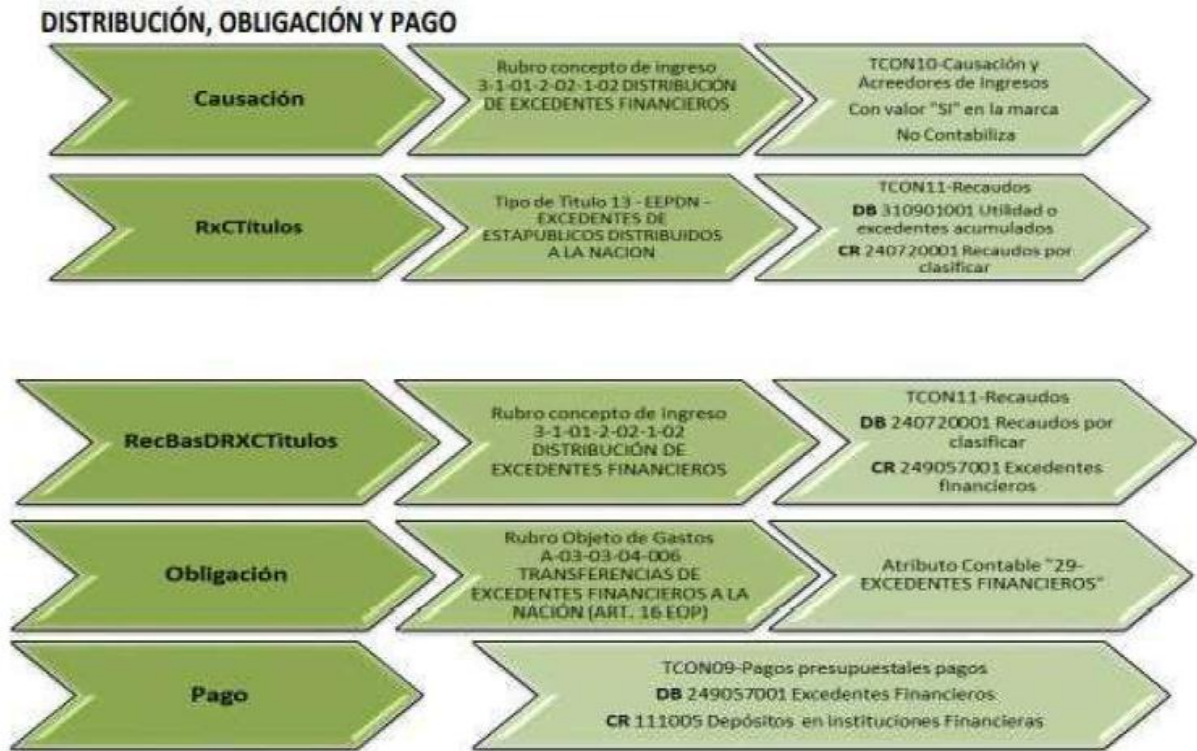 DISTRIBUCIÓN, OBLIGACIÓN Y PAGO
Causación
Rubro concepto de ingreso
3-1-01-2-02-1-02 DISTRIBUCIÓN
DE EXCEDENTES FINANCIEROS
TCON10-Causación y
Acreedores de Ingresos
Con valor "SI" en la marca
No Contabiliza
RxCTítulos
Tipo de Titulo 13 - EEPDN -
EXCEDENTES DE
ESTAPUBLICOS DISTRIBUIDOS
A LA NACION
TCON11-Recaudos
DB 310901001 Utilidad o
excedentes acumulados
CR 240720001 Recaudos por
clasificar
RecBasDRXCTitulos
Rubro concepto de ingreso
3-1-01-2-02-1-02
DISTRIBUCIÓN DE
EXCEDENTES FINANCIEROS
TCON11-Recaudos
DB 240720001 Recaudos por
clasificar
CR 249057001 Excedentes
financieros
Obligación
Rubro Objeto de Gastos
A-03-03-04-006
TRANSFERENCIAS DE
EXCEDENTES FINANCIEROS A LA
NACIÓN (ART. 16 EOP)
Atributo Contable "29-
EXCEDENTES FINANCIEROS"
Pago
TCON09-Pagos presupuestales pagos
DB 249057001 Excedentes Financieros
CR 111005 Depósitos en Instituciones Financieras